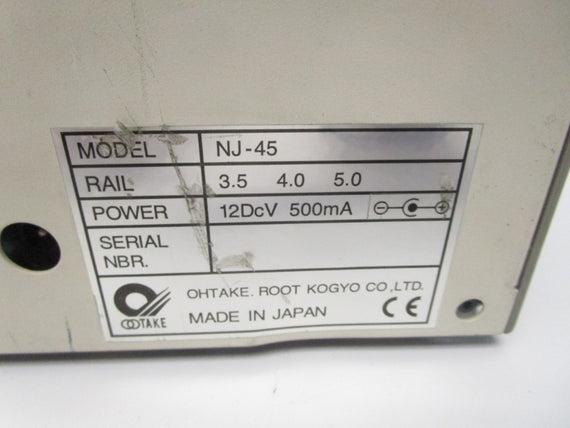 MODEL NJ-45
RAIL 3.5 4.0 5.0
POWER 12DcV 500mA
SERIAL
NBR.
OHTAKE. ROOT KOGYO CO.,LTD.
OOTAKE MADE IN JAPAN CE